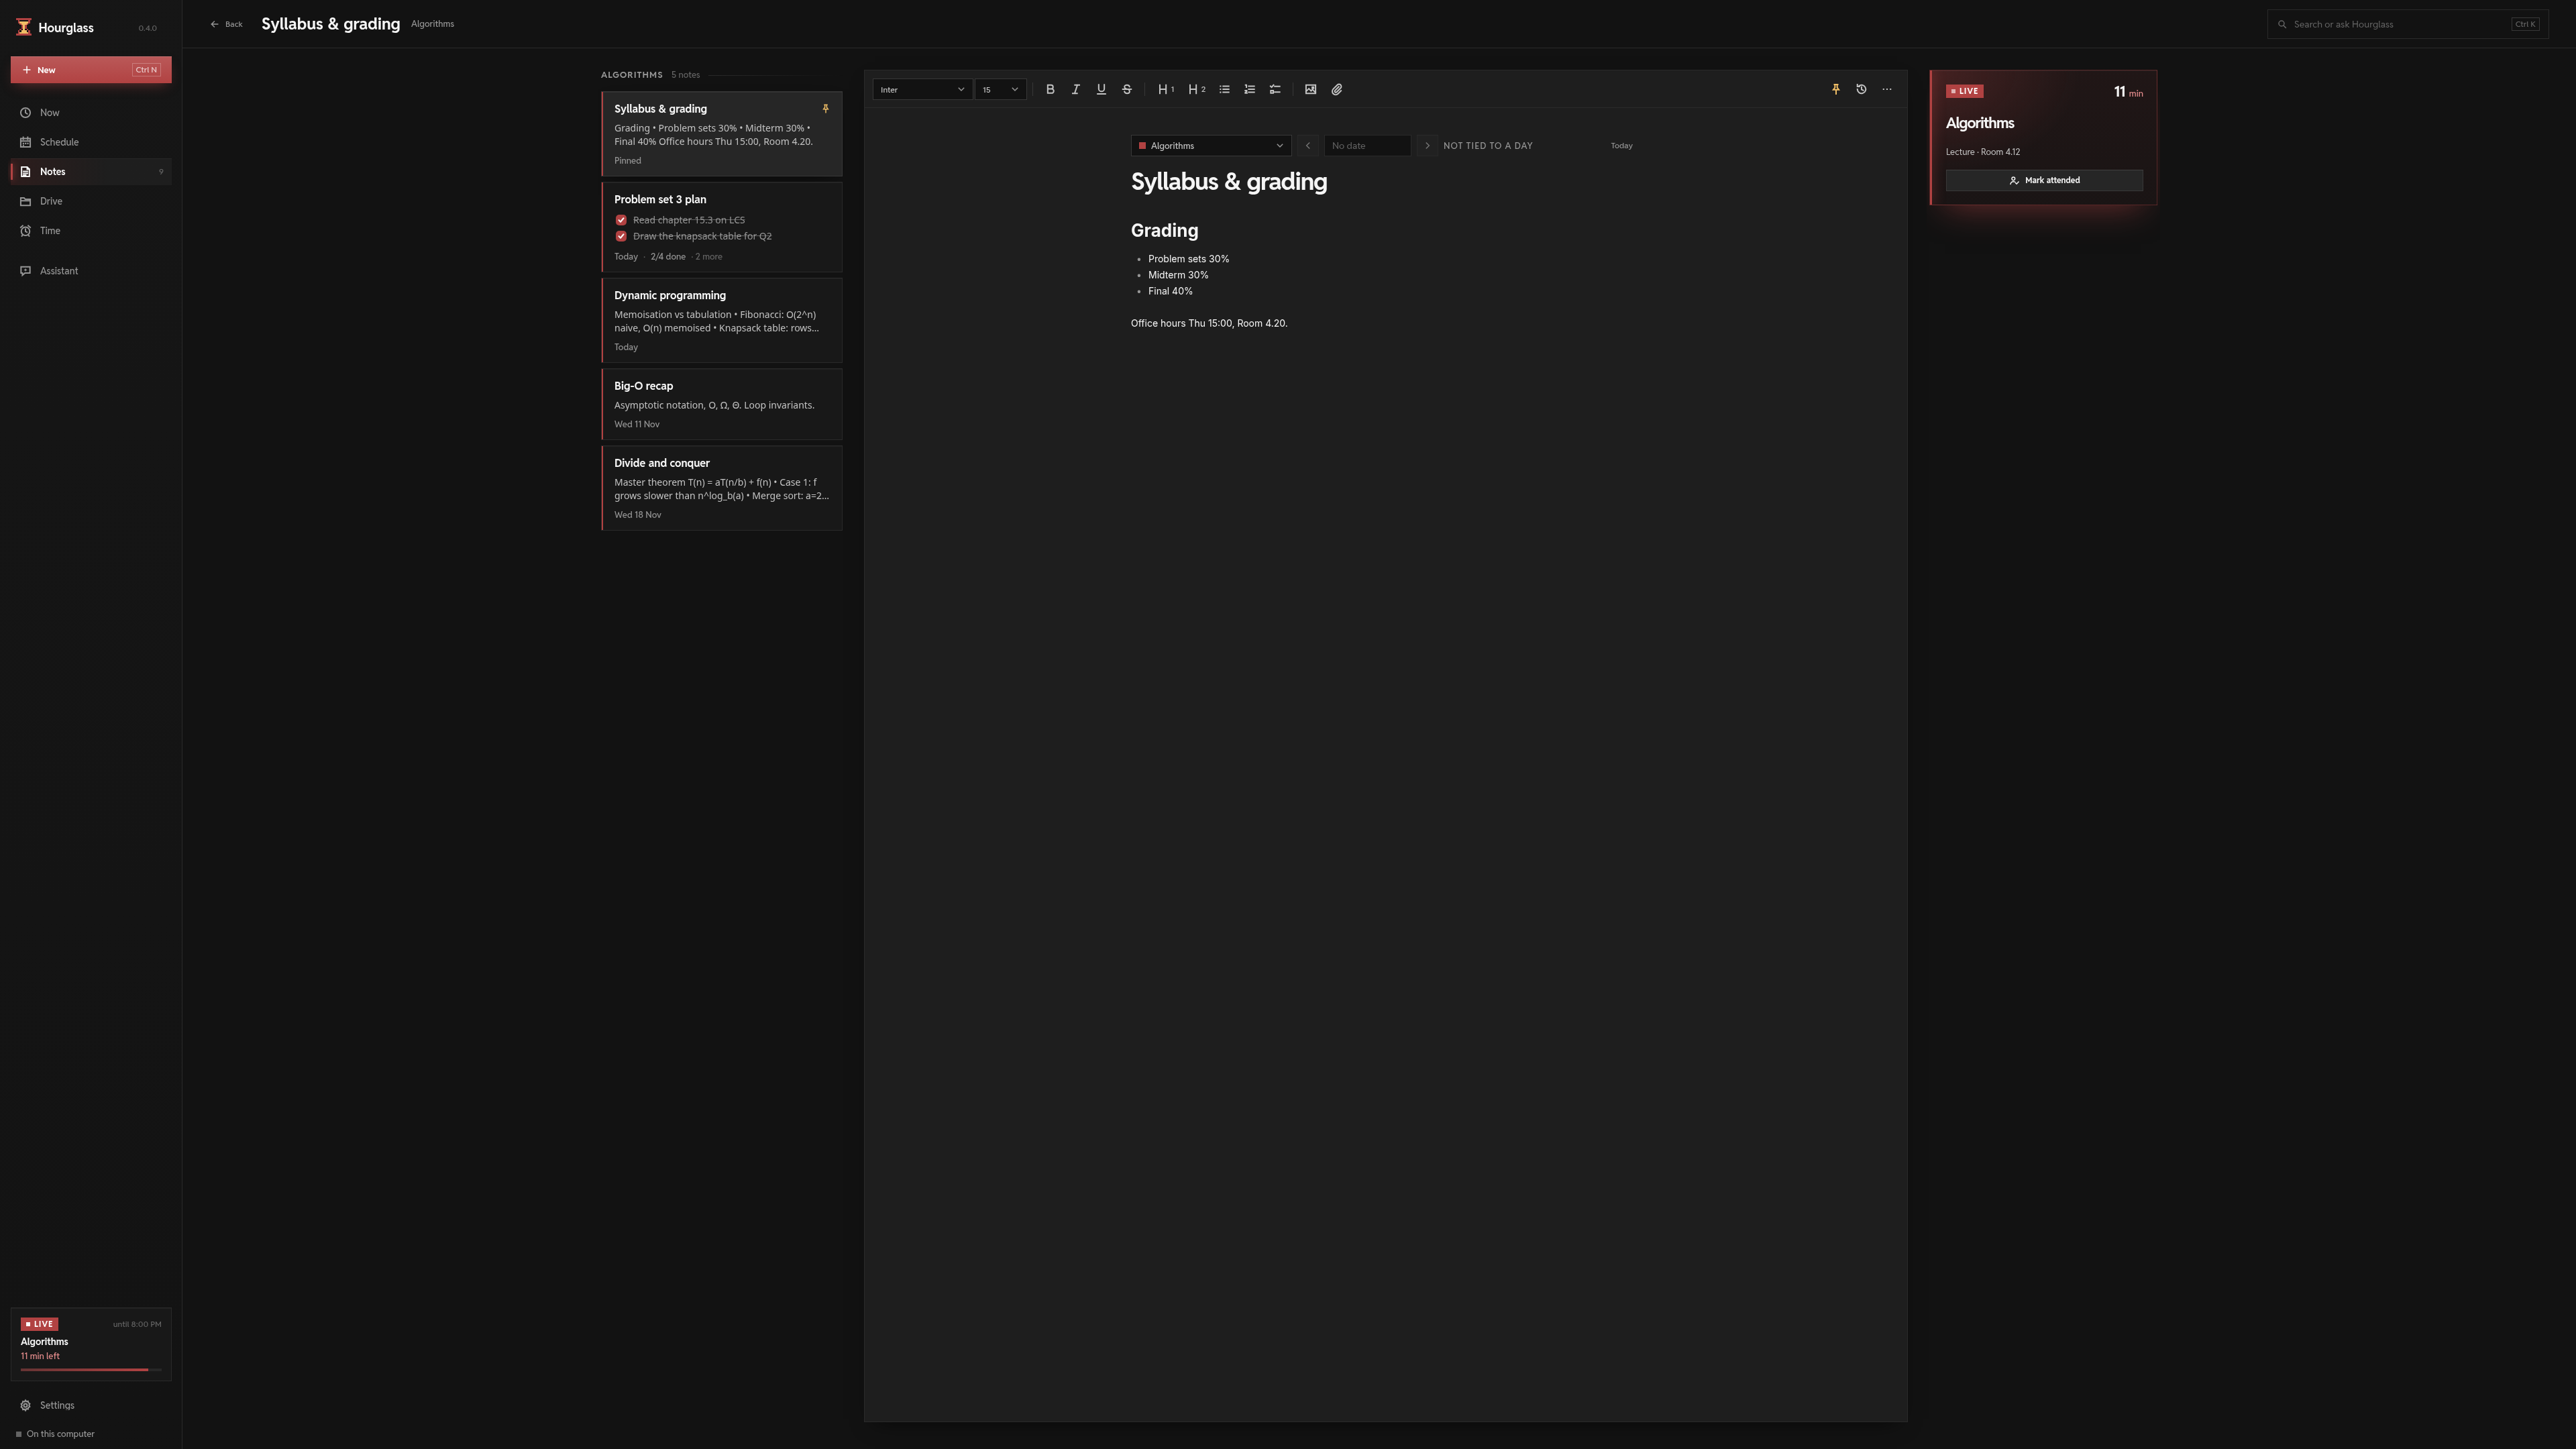 Hourglass
0.4.0
New
Ctrl N
Now
Schedule
Notes
9
Drive
Time
Assistant
LIVE
until 8:00 PM
Algorithms
11 min left
Settings
On this computer
Back
Syllabus & grading
Algorithms
Search or ask Hourglass
Ctrl K
ALGORITHMS
5 notes
Syllabus & grading
Grading • Problem sets 30% • Midterm 30% •
Final 40% Office hours Thu 15:00, Room 4.20.
Pinned
Problem set 3 plan
Read chapter 15.3 on LCS
Draw the knapsack table for Q2
Today · 2/4 done · 2 more
Dynamic programming
Memoisation vs tabulation • Fibonacci: O(2^n)
naive, O(n) memoised • Knapsack table: rows...
Today
Big-O recap
Asymptotic notation, O, Ω, Θ. Loop invariants.
Wed 11 Nov
Divide and conquer
Master theorem T(n) = aT(n/b) + f(n) • Case 1: f
grows slower than n^log_b(a) • Merge sort: a=2...
Wed 18 Nov
Inter
15
B I U S
H1
H2
Algorithms
No date
NOT TIED TO A DAY
Today
Syllabus & grading
Grading
• Problem sets 30%
• Midterm 30%
• Final 40%
Office hours Thu 15:00, Room 4.20.
LIVE
11 min
Algorithms
Lecture · Room 4.12
Mark attended